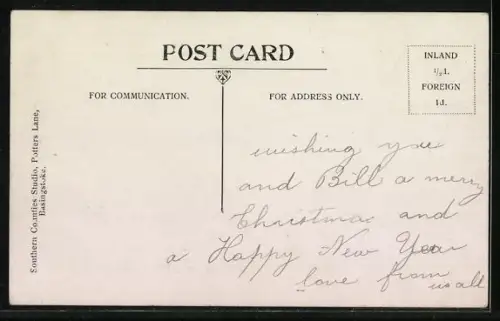 POST CARD
FOR COMMUNICATION.
FOR ADDRESS ONLY.
INLAND
½d.
FOREIGN
1d.
Southern Counties Studio, Potters Lane,
Basingstoke.
wishing you
and Bill a merry
Christmas and
a Happy New Year
love from
us all